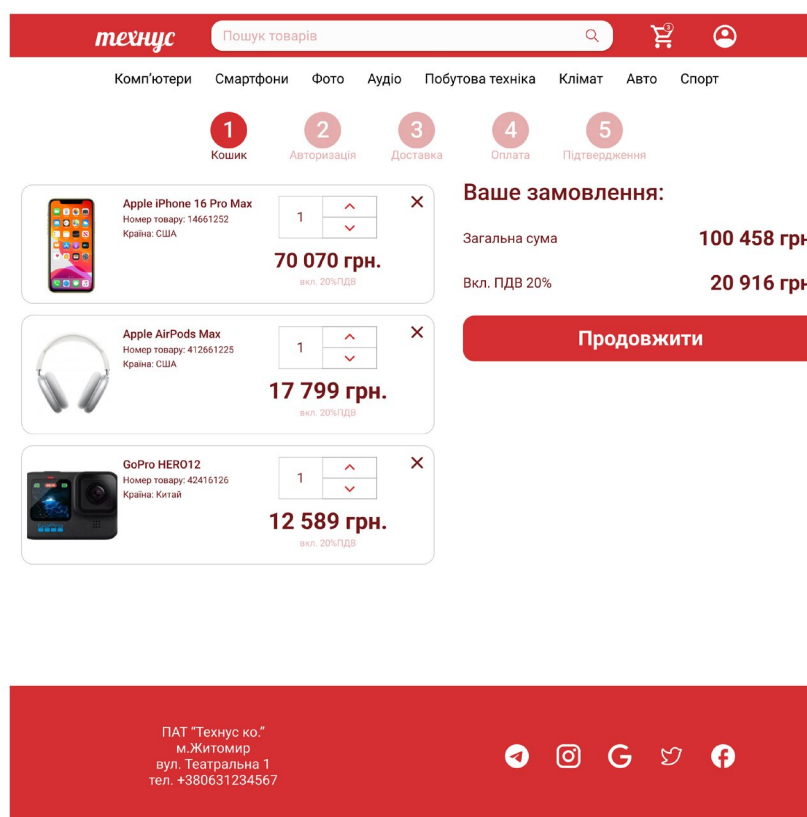 технус
Пошук товарів
3
Комп'ютери Смартфони Фото Аудіо Побутова техніка Клімат Авто Спорт
1 2 3 4 5
Кошик Авторизація Доставка Оплата Підтвердження
Apple iPhone 16 Pro Max
Номер товару: 14661252
Країна: США
1
70 070 грн.
вкл. 20%ПДВ
Apple AirPods Max
Номер товару: 412661225
Країна: США
1
17 799 грн.
вкл. 20%ПДВ
GoPro HERO12
Номер товару: 42416126
Країна: Китай
1
12 589 грн.
вкл. 20%ПДВ
Ваше замовлення:
Загальна сума 100 458 грн
Вкл. ПДВ 20% 20 916 грн
Продовжити
ПАТ "Технус ко."
м.Житомир
вул. Театральна 1
тел. +380631234567